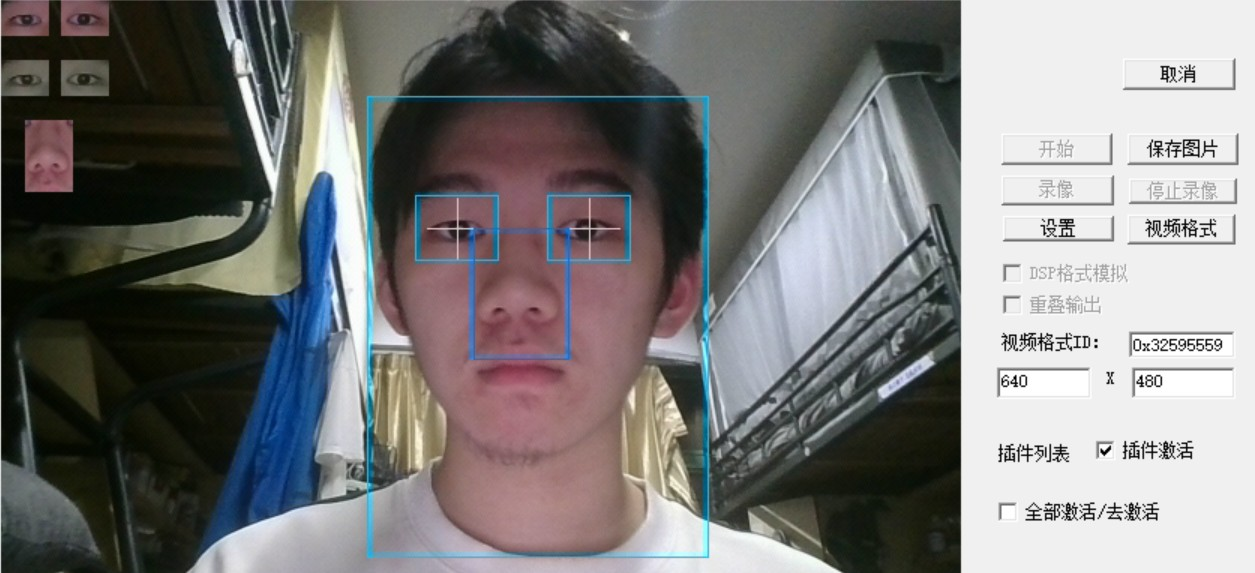 取消
开始 保存图片
录像 停止录像
设置 视频格式
DSP格式模拟
重叠输出
视频格式ID: 0x32595559
640 X 480
插件列表 插件激活
全部激活/去激活